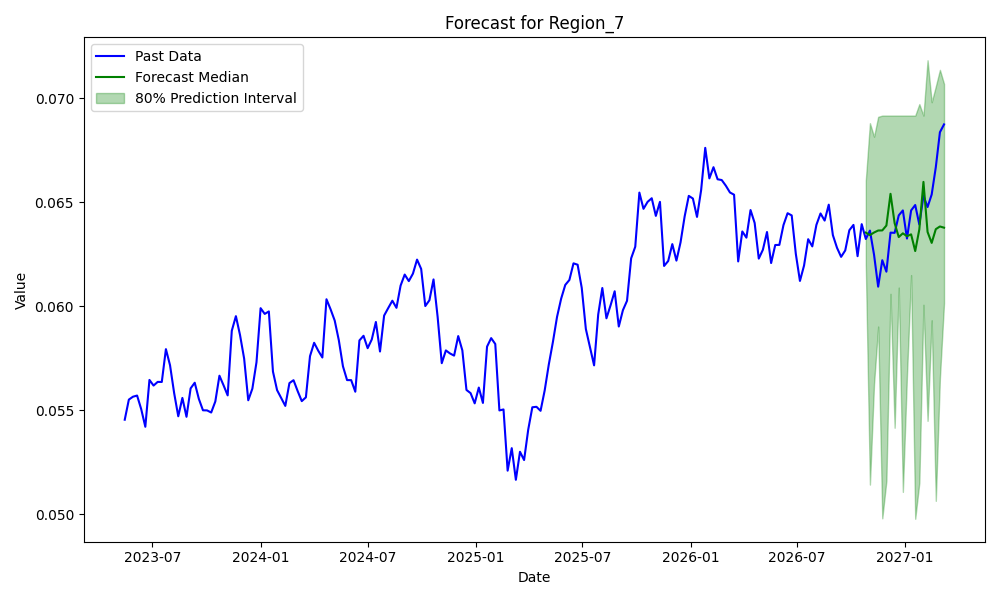 Forecast for Region_7
Past Data
Forecast Median
80% Prediction Interval
0.070
0.065
0.060
0.055
0.050
Value
2023-07
2024-01
2024-07
2025-01
2025-07
2026-01
2026-07
2027-01
Date